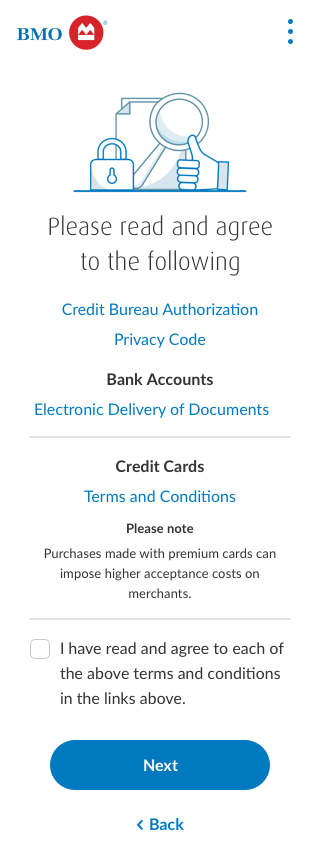 BMO
Please read and agree
to the following
Credit Bureau Authorization
Privacy Code
Bank Accounts
Electronic Delivery of Documents
Credit Cards
Terms and Conditions
Please note
Purchases made with premium cards can
impose higher acceptance costs on
merchants.
I have read and agree to each of
the above terms and conditions
in the links above.
Next
Back